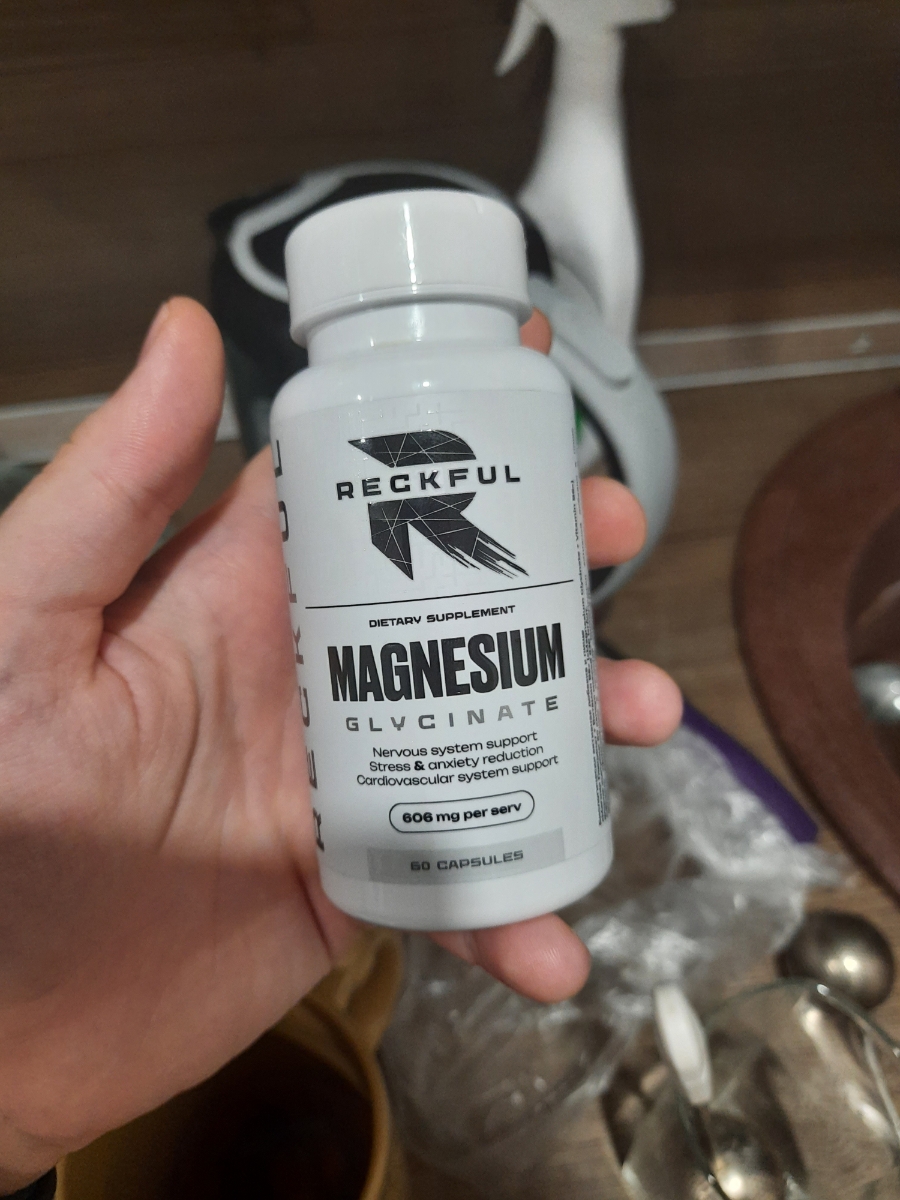 RECKFUL
DIETARY SUPPLEMENT
MAGNESIUM
GLYCINATE
Nervous system support
Stress & anxiety reduction
Cardiovascular system support
606 mg per serv
60 CAPSULES
RECKFUL